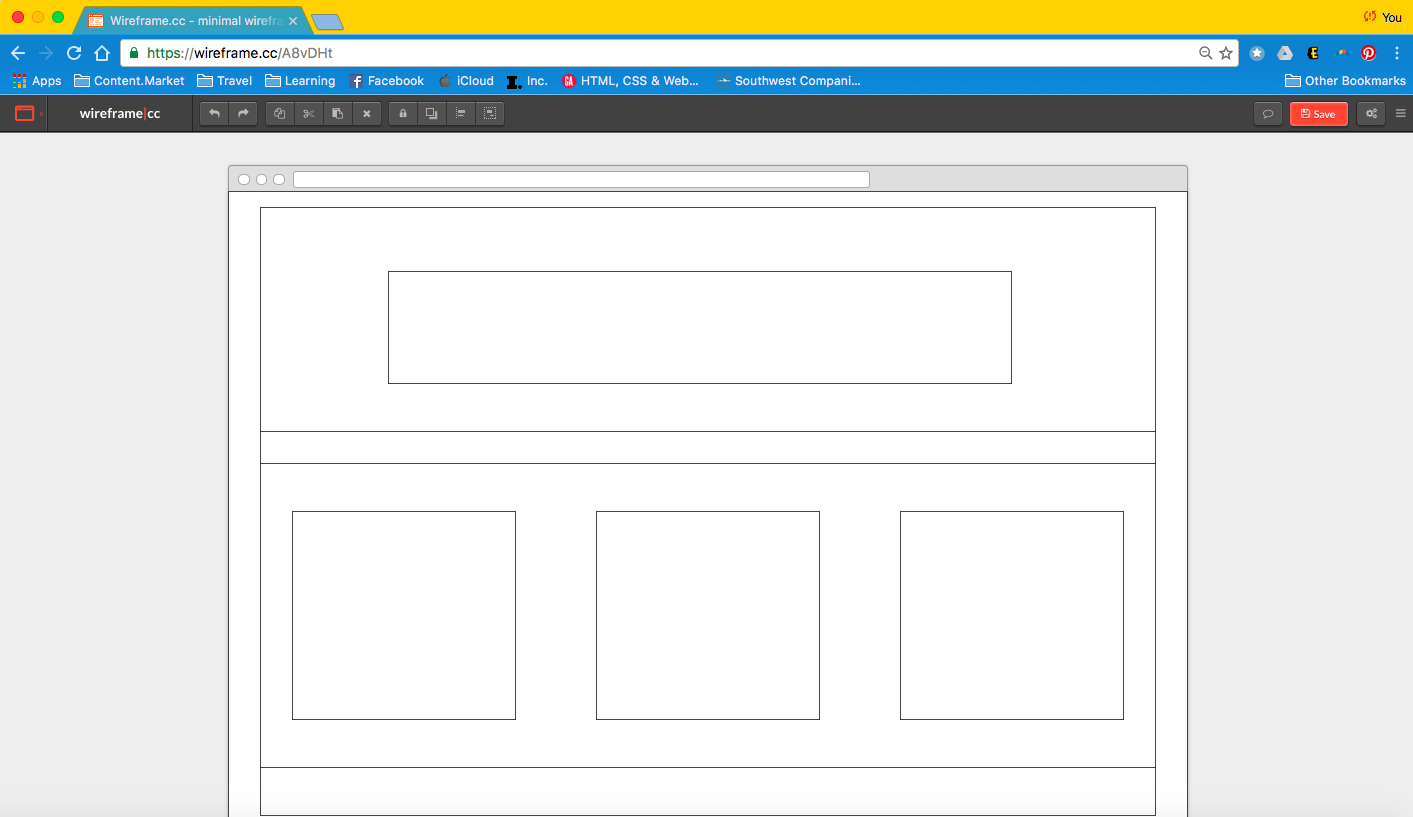 Wireframe.cc - minimal wirefra
You
https://wireframe.cc/A8vDHt
Apps Content.Market Travel Learning Facebook iCloud Inc. HTML, CSS & Web... Southwest Compani... Other Bookmarks
wireframe|cc
Save